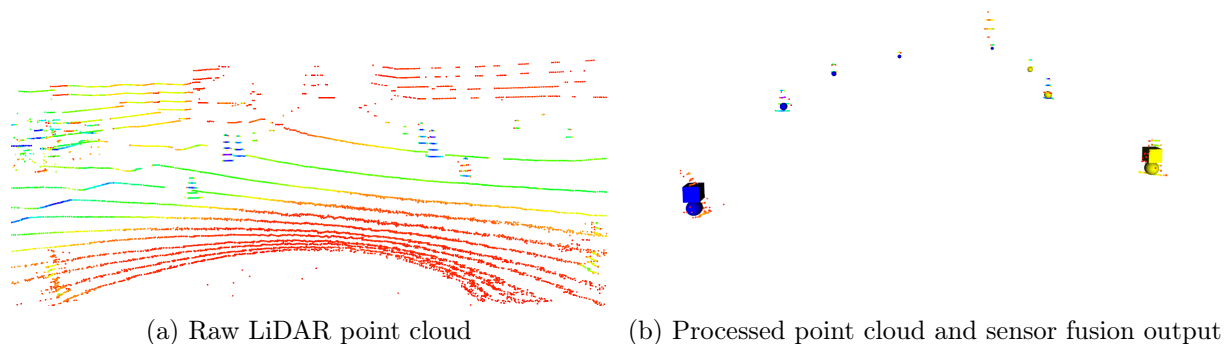 (a) Raw LiDAR point cloud
(b) Processed point cloud and sensor fusion output